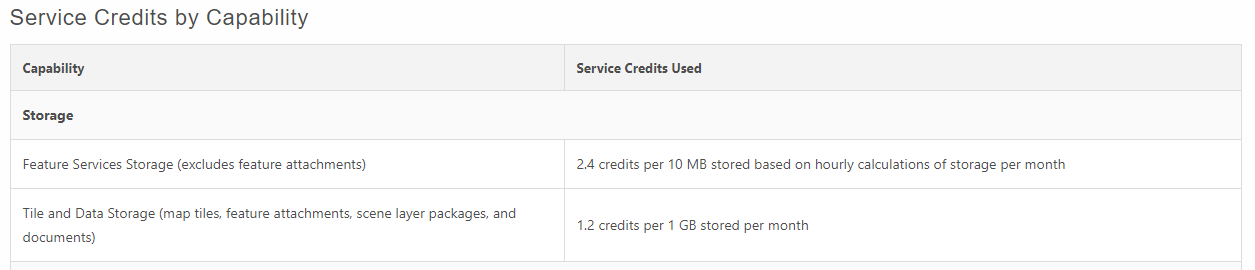 Service Credits by Capability
Capability
Service Credits Used
Storage
Feature Services Storage (excludes feature attachments)
2.4 credits per 10 MB stored based on hourly calculations of storage per month
Tile and Data Storage (map tiles, feature attachments, scene layer packages, and
documents)
1.2 credits per 1 GB stored per month